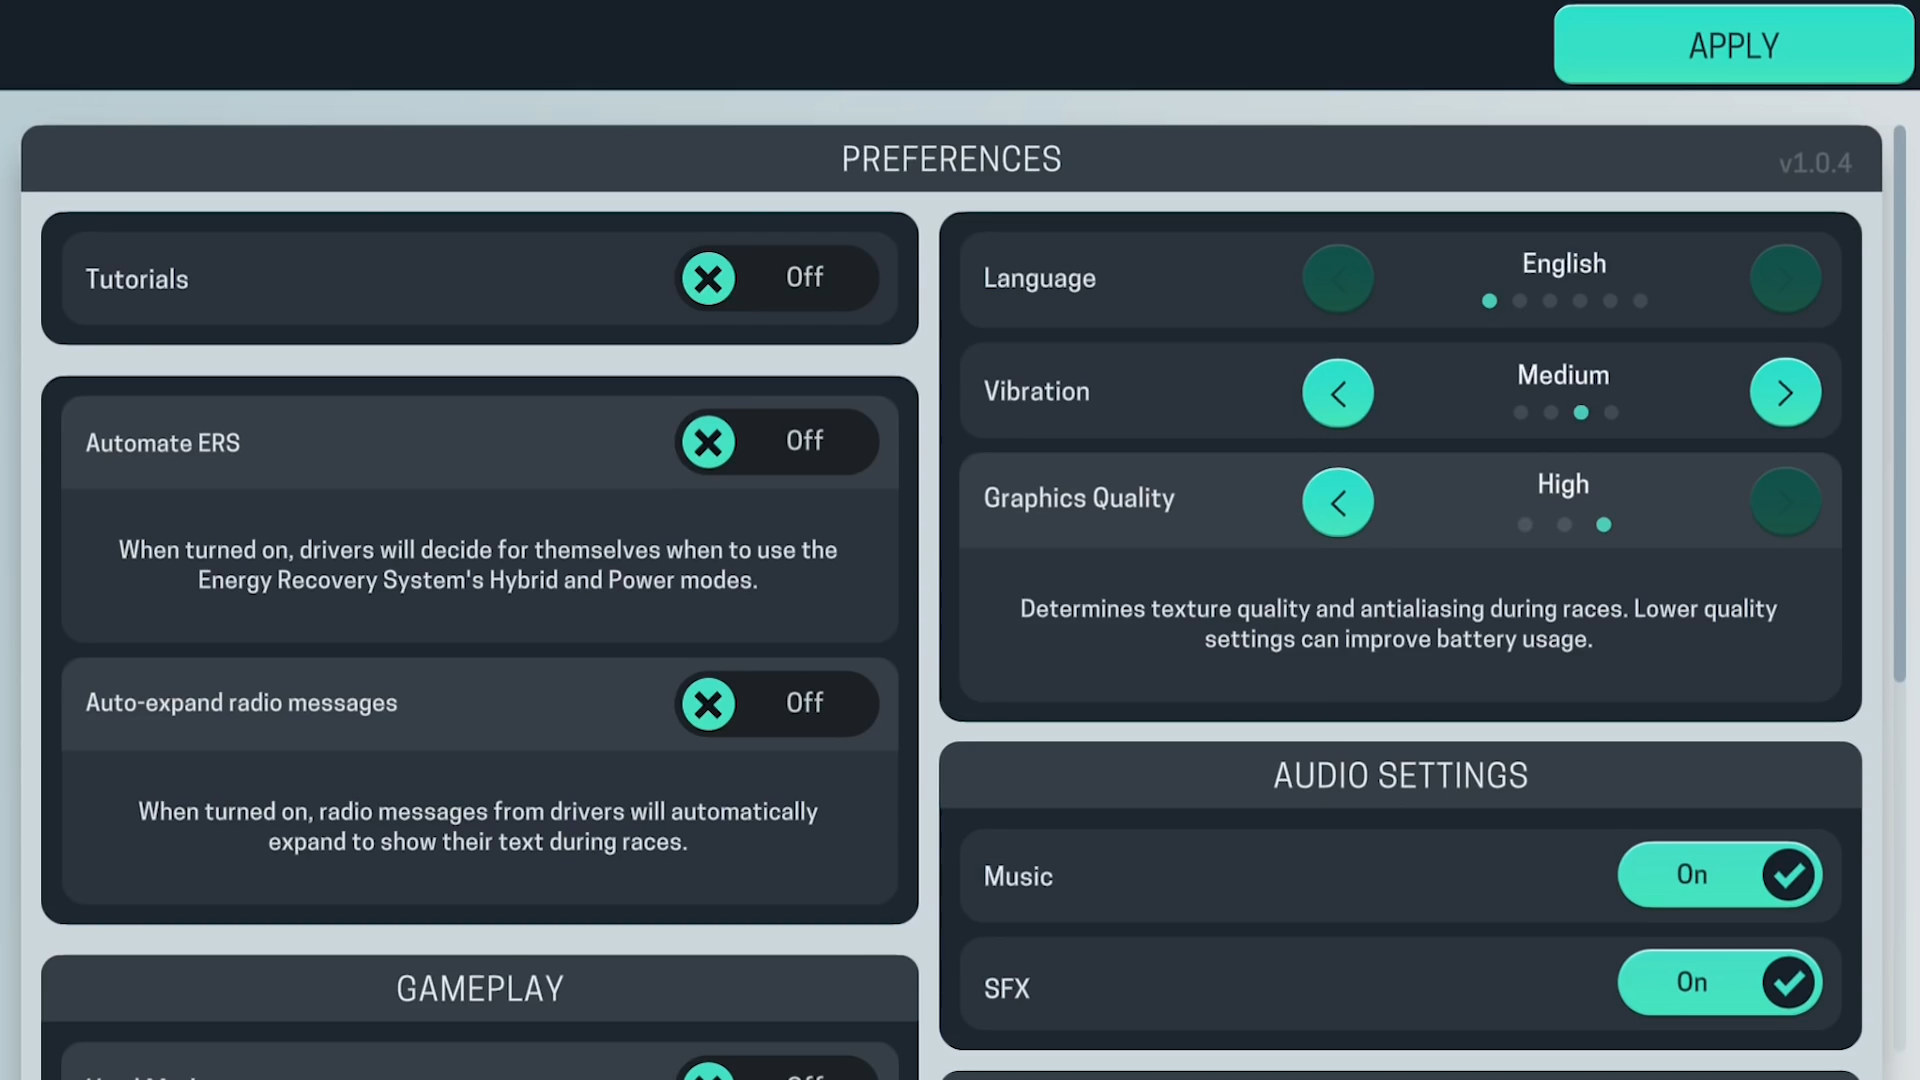 APPLY
PREFERENCES
v1.0.4
Tutorials
Off
Automate ERS
Off
When turned on, drivers will decide for themselves when to use the
Energy Recovery System's Hybrid and Power modes.
Auto-expand radio messages
Off
When turned on, radio messages from drivers will automatically
expand to show their text during races.
GAMEPLAY
Off
Language
English
Vibration
Medium
Graphics Quality
High
Determines texture quality and antialiasing during races. Lower quality
settings can improve battery usage.
AUDIO SETTINGS
Music
On
SFX
On